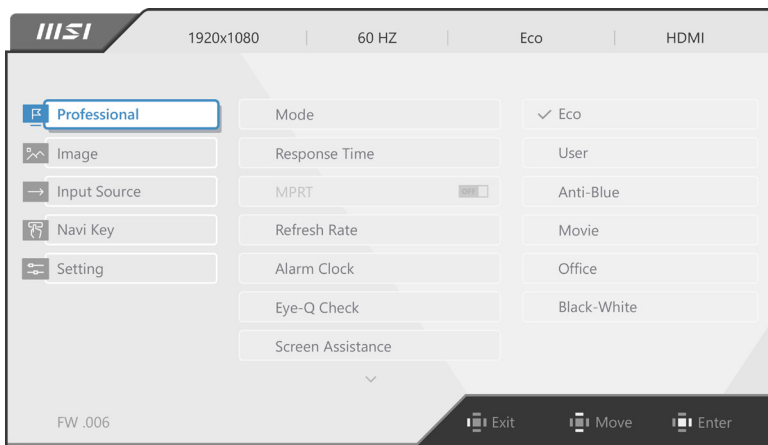 msi 1920x1080 60 HZ Eco HDMI
Professional Mode Eco
Image Response Time User
Input Source MPRT OFF Anti-Blue
Navi Key Refresh Rate Movie
Setting Alarm Clock Office
Eye-Q Check Black-White
Screen Assistance
FW .006 Exit Move Enter